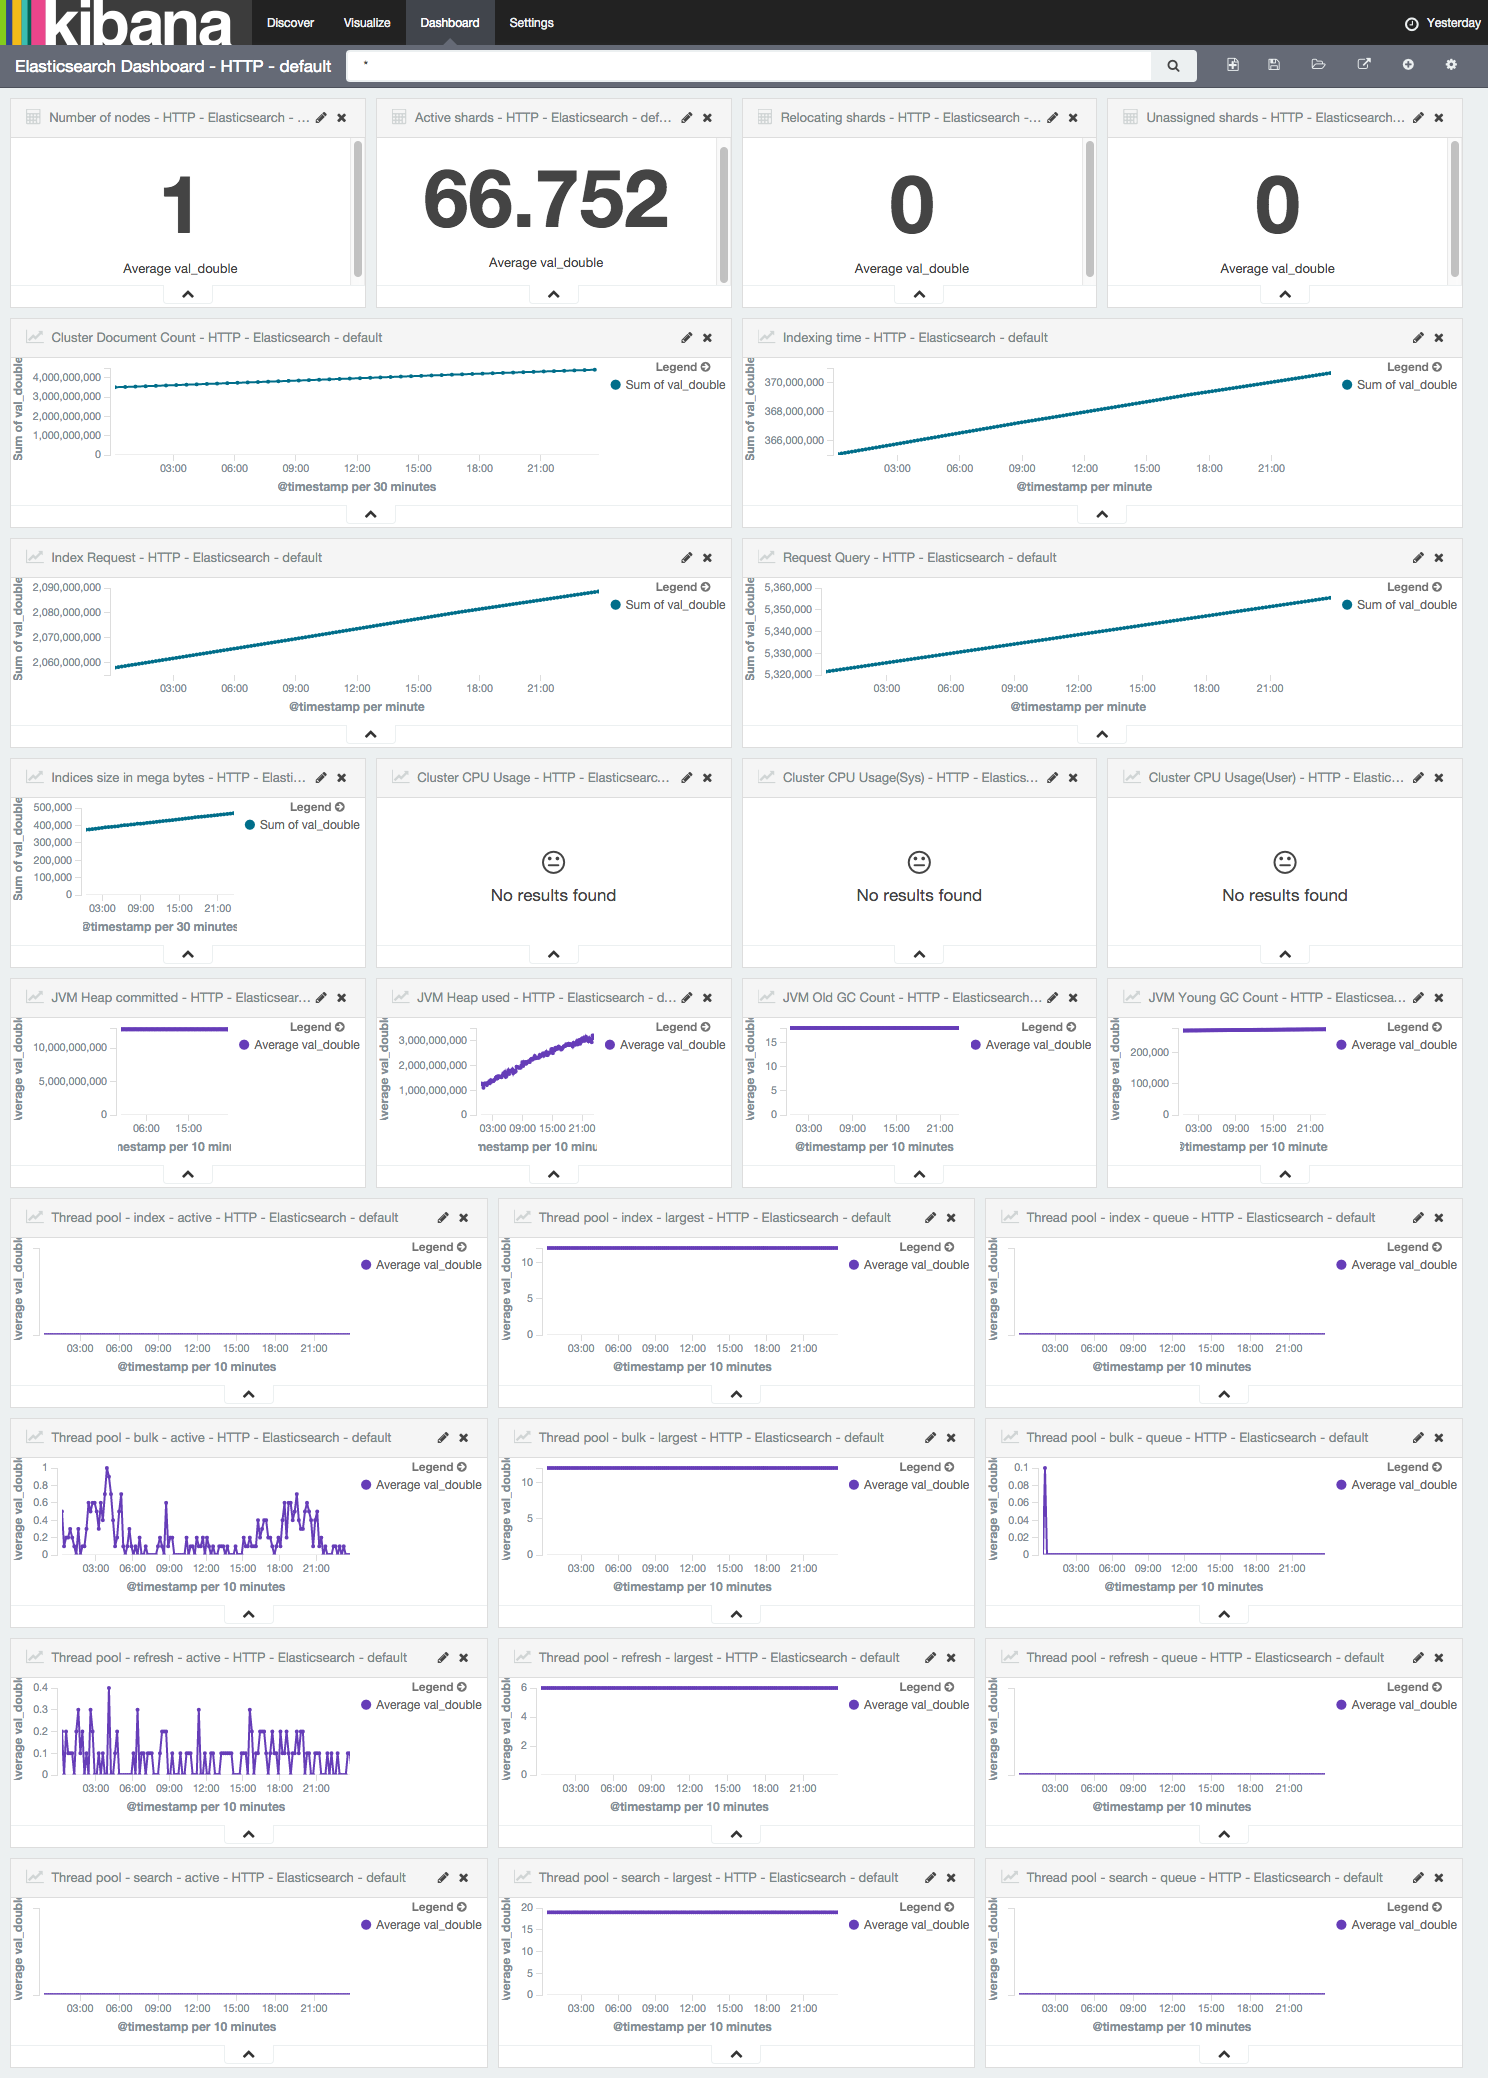 kibana Discover Visualize Dashboard Settings Yesterday
Elasticsearch Dashboard - HTTP - default *
Number of nodes - HTTP - Elasticsearch - ...
1
Average val_double
Active shards - HTTP - Elasticsearch - def...
66.752
Average val_double
Relocating shards - HTTP - Elasticsearch -...
0
Average val_double
Unassigned shards - HTTP - Elasticsearch...
0
Average val_double
Cluster Document Count - HTTP - Elasticsearch - default
Legend
Sum of val_double
Sum of val_double
4,000,000,000
3,000,000,000
2,000,000,000
1,000,000,000
0
03:00 06:00 09:00 12:00 15:00 18:00 21:00
@timestamp per 30 minutes
Indexing time - HTTP - Elasticsearch - default
Legend
Sum of val_double
Sum of val_double
370,000,000
368,000,000
366,000,000
03:00 06:00 09:00 12:00 15:00 18:00 21:00
@timestamp per minute
Index Request - HTTP - Elasticsearch - default
Legend
Sum of val_double
Sum of val_double
2,090,000,000
2,080,000,000
2,070,000,000
2,060,000,000
03:00 06:00 09:00 12:00 15:00 18:00 21:00
@timestamp per minute
Request Query - HTTP - Elasticsearch - default
Legend
Sum of val_double
Sum of val_double
5,360,000
5,350,000
5,340,000
5,330,000
5,320,000
03:00 06:00 09:00 12:00 15:00 18:00 21:00
@timestamp per minute
Indices size in mega bytes - HTTP - Elasti...
Legend
Sum of val_double
Sum of val_double
500,000
400,000
300,000
200,000
100,000
0
03:00 09:00 15:00 21:00
@timestamp per 30 minutes
Cluster CPU Usage - HTTP - Elasticsearc...
No results found
Cluster CPU Usage(Sys) - HTTP - Elastics...
No results found
Cluster CPU Usage(User) - HTTP - Elastic...
No results found
JVM Heap committed - HTTP - Elasticsear...
Legend
Average val_double
Average val_double
10,000,000,000
5,000,000,000
0
06:00 15:00
nestamp per 10 min
JVM Heap used - HTTP - Elasticsearch - d...
Legend
Average val_double
Average val_double
3,000,000,000
2,000,000,000
1,000,000,000
0
03:00 09:00 15:00 21:00
nestamp per 10 minu
JVM Old GC Count - HTTP - Elasticsearch...
Legend
Average val_double
Average val_double
15
10
5
0
03:00 09:00 15:00 21:00
@timestamp per 10 minutes
JVM Young GC Count - HTTP - Elasticsea...
Legend
Average val_double
Average val_double
200,000
100,000
0
03:00 09:00 15:00 21:00
timestamp per 10 minute
Thread pool - index - active - HTTP - Elasticsearch - default
Legend
Average val_double
Average val_double
03:00 06:00 09:00 12:00 15:00 18:00 21:00
@timestamp per 10 minutes
Thread pool - index - largest - HTTP - Elasticsearch - default
Legend
Average val_double
Average val_double
10
5
0
03:00 06:00 09:00 12:00 15:00 18:00 21:00
@timestamp per 10 minutes
Thread pool - index - queue - HTTP - Elasticsearch - default
Legend
Average val_double
Average val_double
03:00 06:00 09:00 12:00 15:00 18:00 21:00
@timestamp per 10 minutes
Thread pool - bulk - active - HTTP - Elasticsearch - default
Legend
Average val_double
Average val_double
1
0.8
0.6
0.4
0.2
0
03:00 06:00 09:00 12:00 15:00 18:00 21:00
@timestamp per 10 minutes
Thread pool - bulk - largest - HTTP - Elasticsearch - default
Legend
Average val_double
Average val_double
10
5
0
03:00 06:00 09:00 12:00 15:00 18:00 21:00
@timestamp per 10 minutes
Thread pool - bulk - queue - HTTP - Elasticsearch - default
Legend
Average val_double
Average val_double
0.1
0.08
0.06
0.04
0.02
0
03:00 06:00 09:00 12:00 15:00 18:00 21:00
@timestamp per 10 minutes
Thread pool - refresh - active - HTTP - Elasticsearch - default
Legend
Average val_double
Average val_double
0.4
0.3
0.2
0.1
0
03:00 06:00 09:00 12:00 15:00 18:00 21:00
@timestamp per 10 minutes
Thread pool - refresh - largest - HTTP - Elasticsearch - default
Legend
Average val_double
Average val_double
6
4
2
0
03:00 06:00 09:00 12:00 15:00 18:00 21:00
@timestamp per 10 minutes
Thread pool - refresh - queue - HTTP - Elasticsearch - default
Legend
Average val_double
Average val_double
03:00 06:00 09:00 12:00 15:00 18:00 21:00
@timestamp per 10 minutes
Thread pool - search - active - HTTP - Elasticsearch - default
Legend
Average val_double
Average val_double
03:00 06:00 09:00 12:00 15:00 18:00 21:00
@timestamp per 10 minutes
Thread pool - search - largest - HTTP - Elasticsearch - default
Legend
Average val_double
Average val_double
20
15
10
5
0
03:00 06:00 09:00 12:00 15:00 18:00 21:00
@timestamp per 10 minutes
Thread pool - search - queue - HTTP - Elasticsearch - default
Legend
Average val_double
Average val_double
03:00 06:00 09:00 12:00 15:00 18:00 21:00
@timestamp per 10 minutes